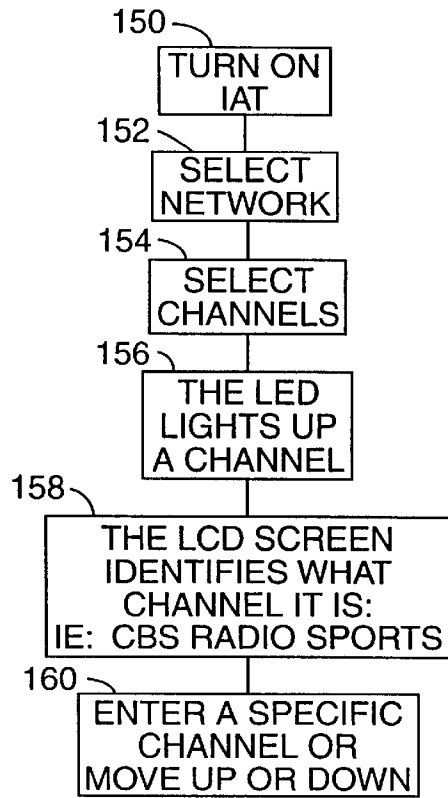 150
TURN ON
IAT
152
SELECT
NETWORK
154
SELECT
CHANNELS
156
THE LED
LIGHTS UP
A CHANNEL
158
THE LCD SCREEN
IDENTIFIES WHAT
CHANNEL IT IS:
IE: CBS RADIO SPORTS
160
ENTER A SPECIFIC
CHANNEL OR
MOVE UP OR DOWN